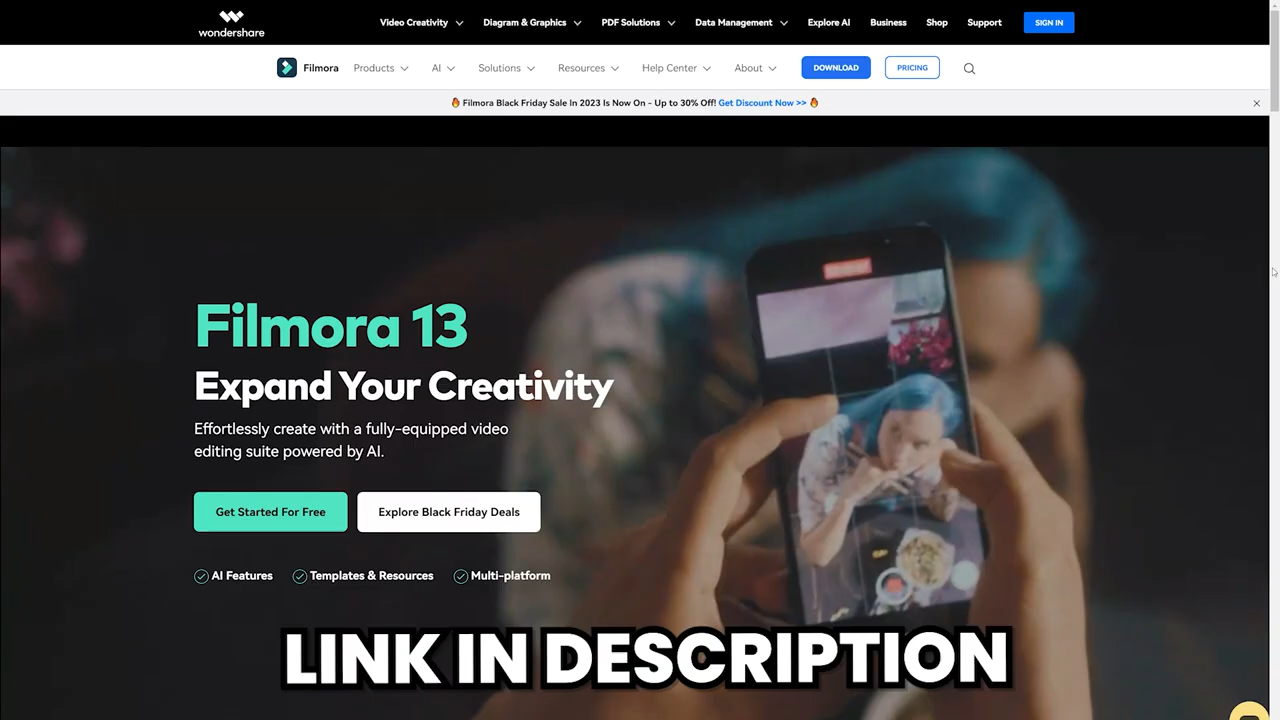 wondershare
Video Creativity Diagram & Graphics PDF Solutions Data Management Explore AI Business Shop Support SIGN IN
Filmora Products AI Solutions Resources Help Center About DOWNLOAD PRICING
Filmora Black Friday Sale In 2023 Is Now On - Up to 30% Off! Get Discount Now >>
Filmora 13
Expand Your Creativity
Effortlessly create with a fully-equipped video
editing suite powered by AI.
Get Started For Free Explore Black Friday Deals
AI Features Templates & Resources Multi-platform
LINK IN DESCRIPTION